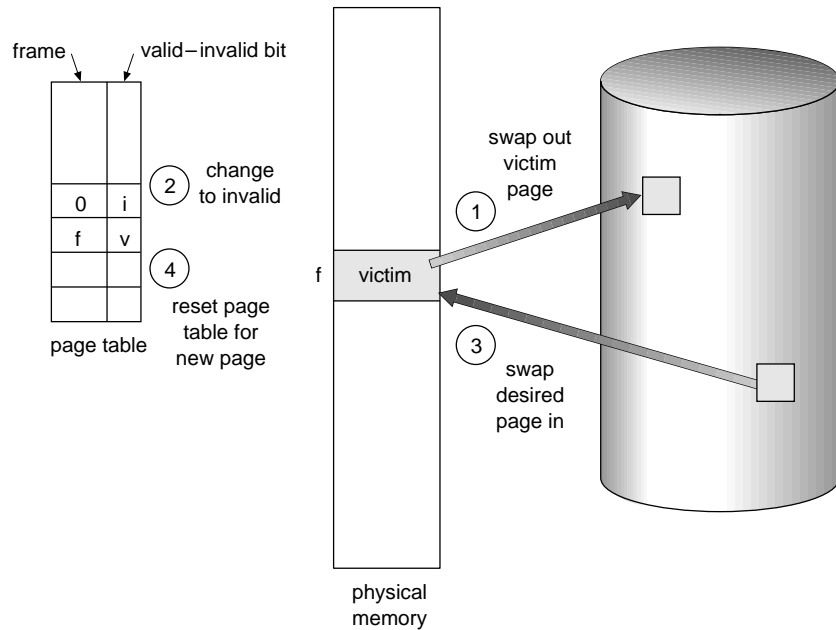 frame
valid–invalid bit
0
i
f
v
page table
2
change
to invalid
4
reset page
table for
new page
f
victim
physical
memory
1
swap out
victim
page
3
swap
desired
page in